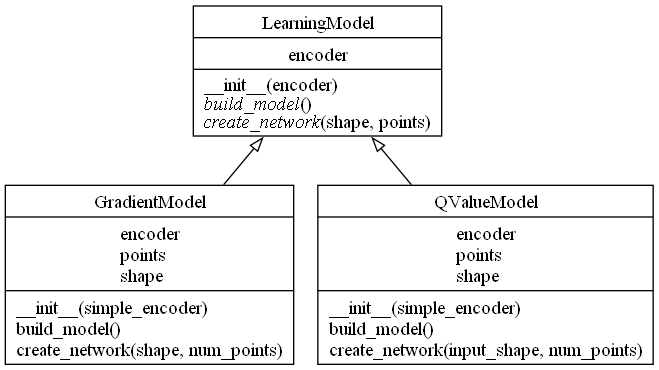 LearningModel
encoder
__init__(encoder)
build_model()
create_network(shape, points)
GradientModel
encoder
points
shape
__init__(simple_encoder)
build_model()
create_network(shape, num_points)
QValueModel
encoder
points
shape
__init__(simple_encoder)
build_model()
create_network(input_shape, num_points)